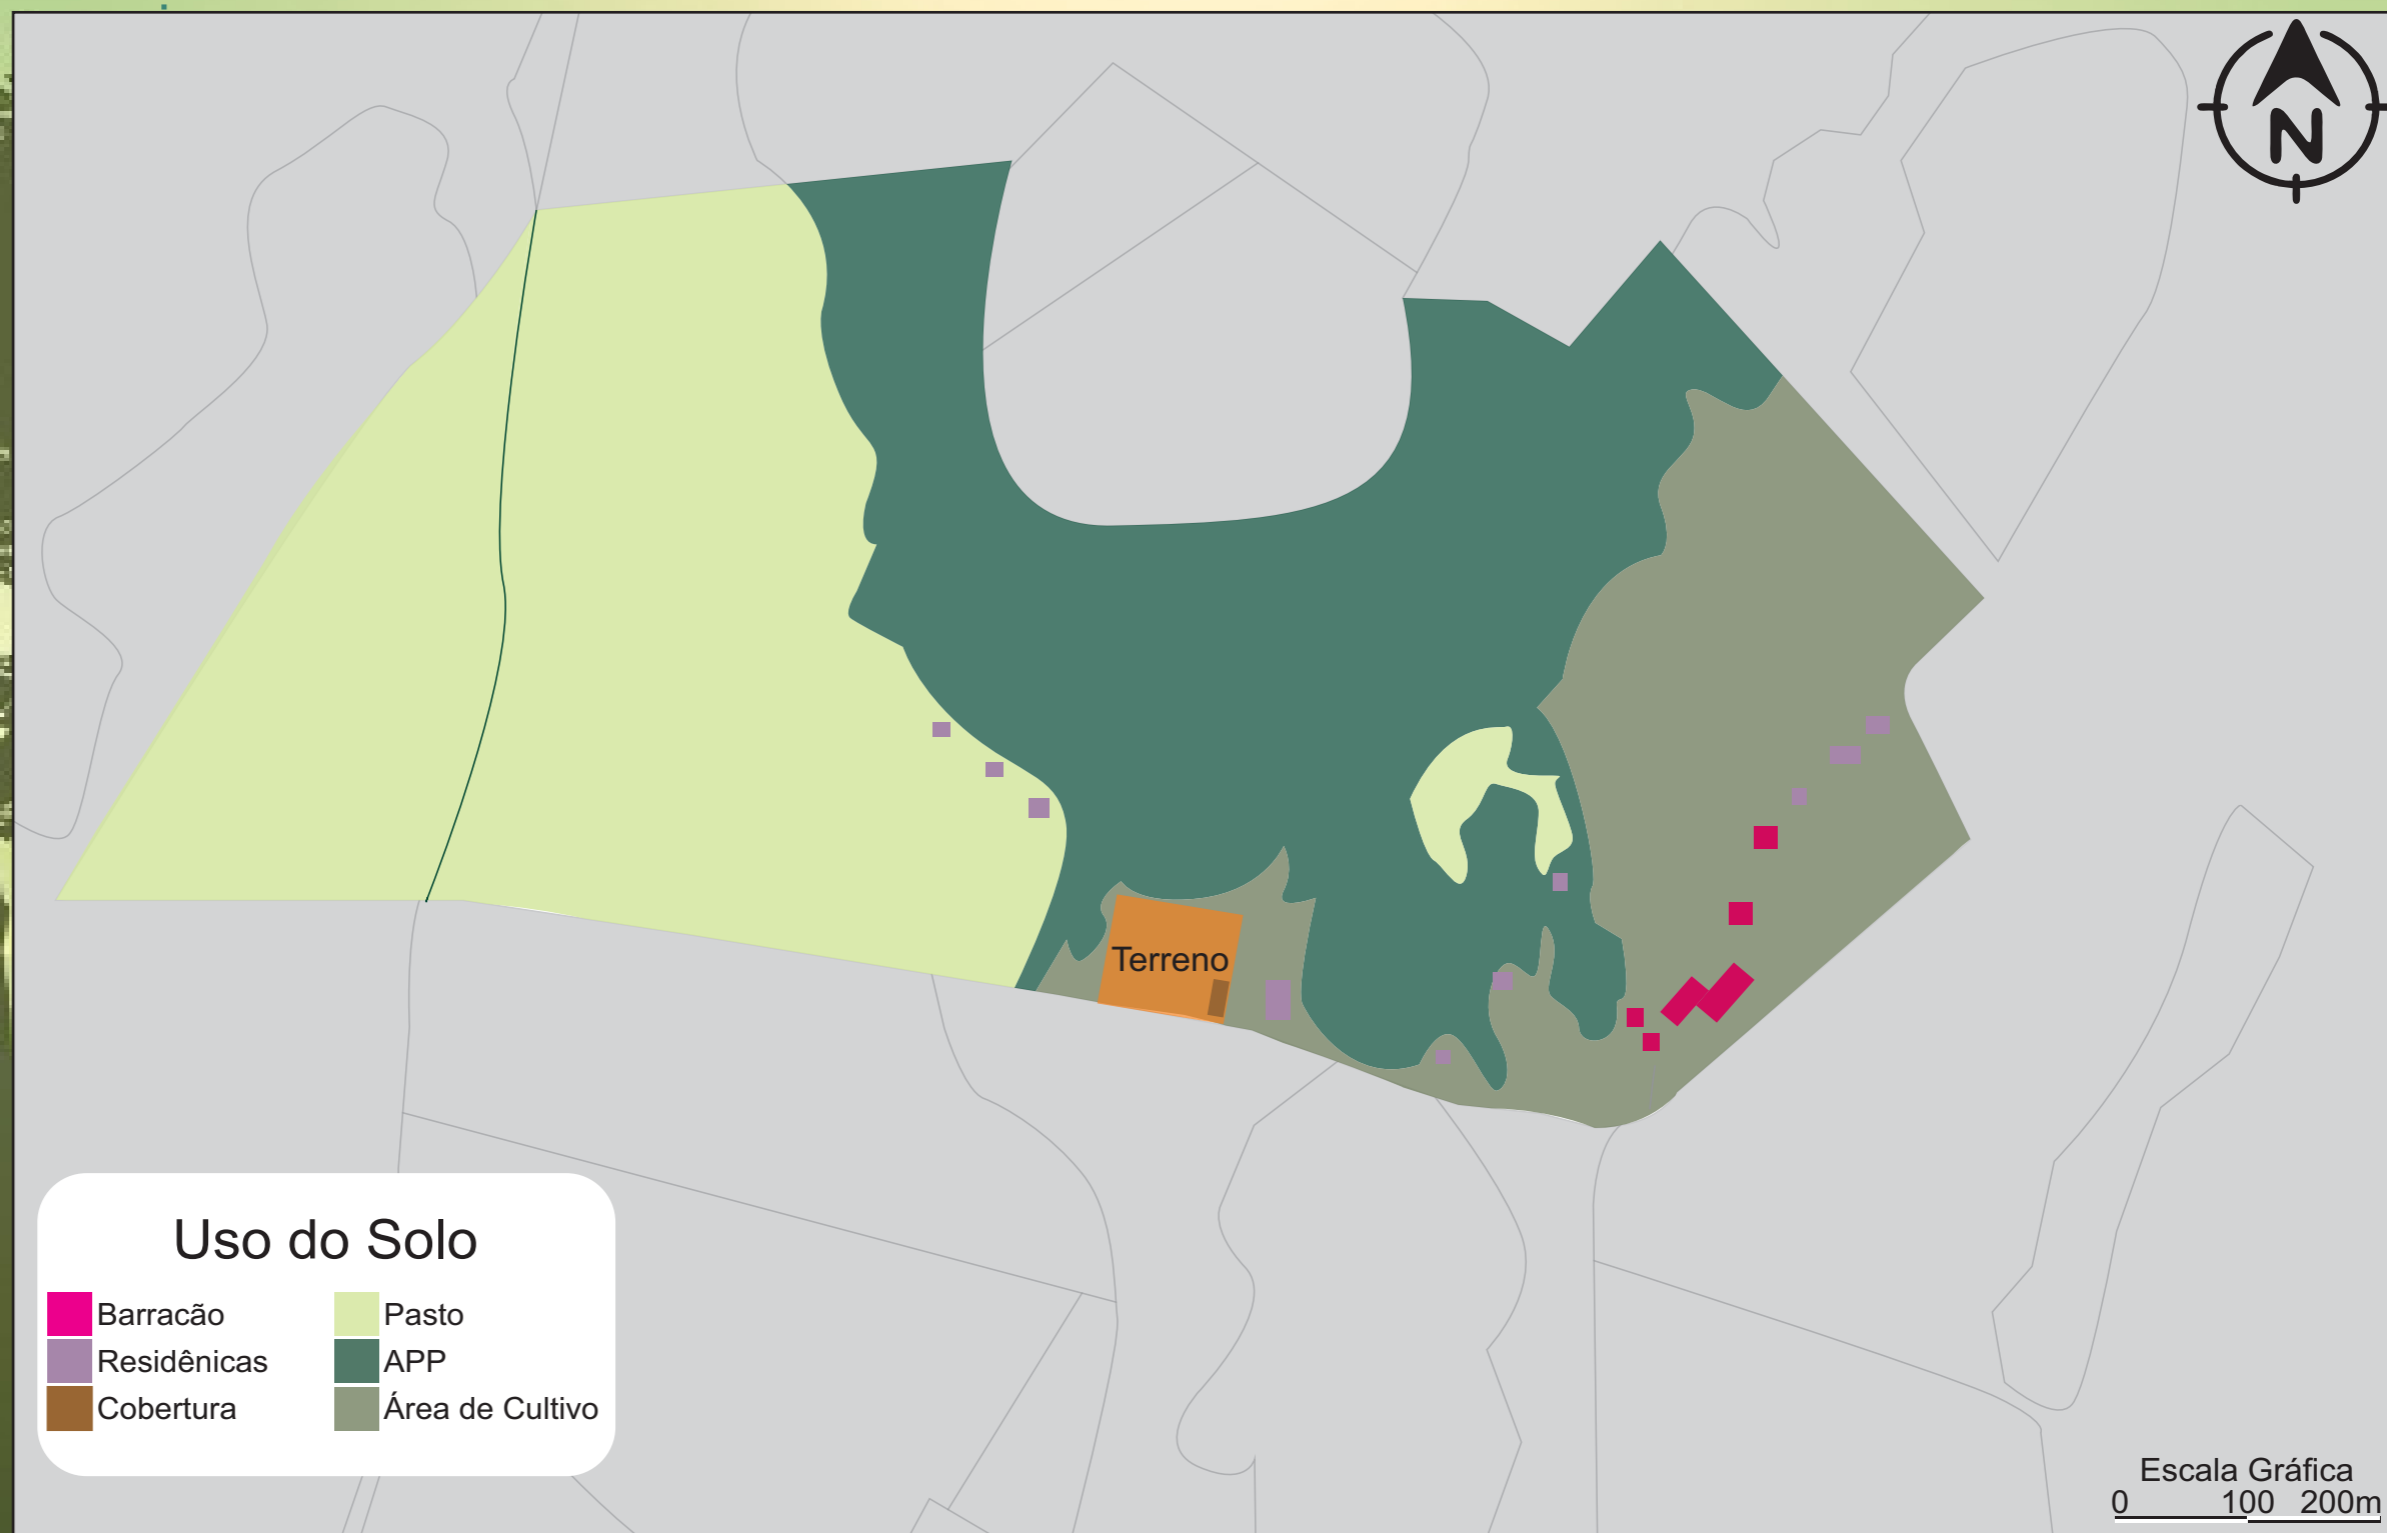 N
Terreno
Uso do Solo
Barracão
Pasto
Residênicas
APP
Cobertura
Área de Cultivo
Escala Gráfica
0 100 200m